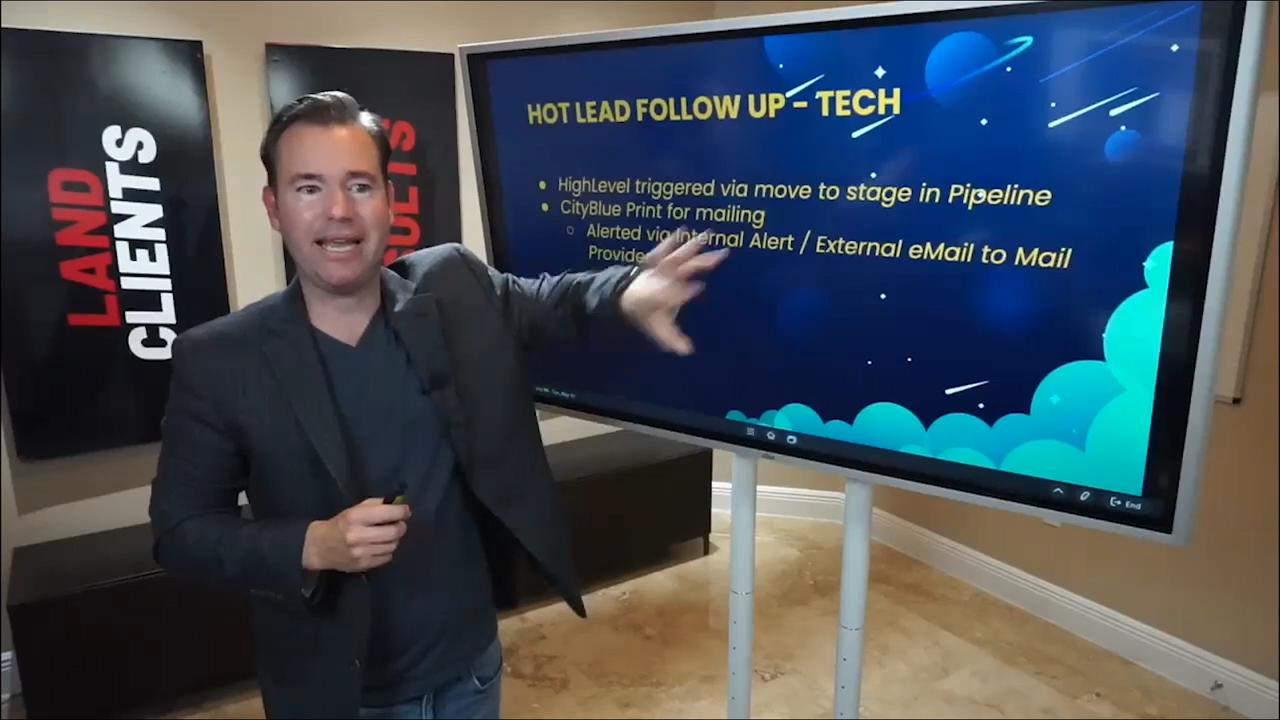 LAND
CLIENTS
HOT LEAD FOLLOW UP - TECH
● HighLevel triggered via move to stage in Pipeline
● CityBlue Print for mailing
○ Alerted via Internal Alert / External eMail to Mail
End